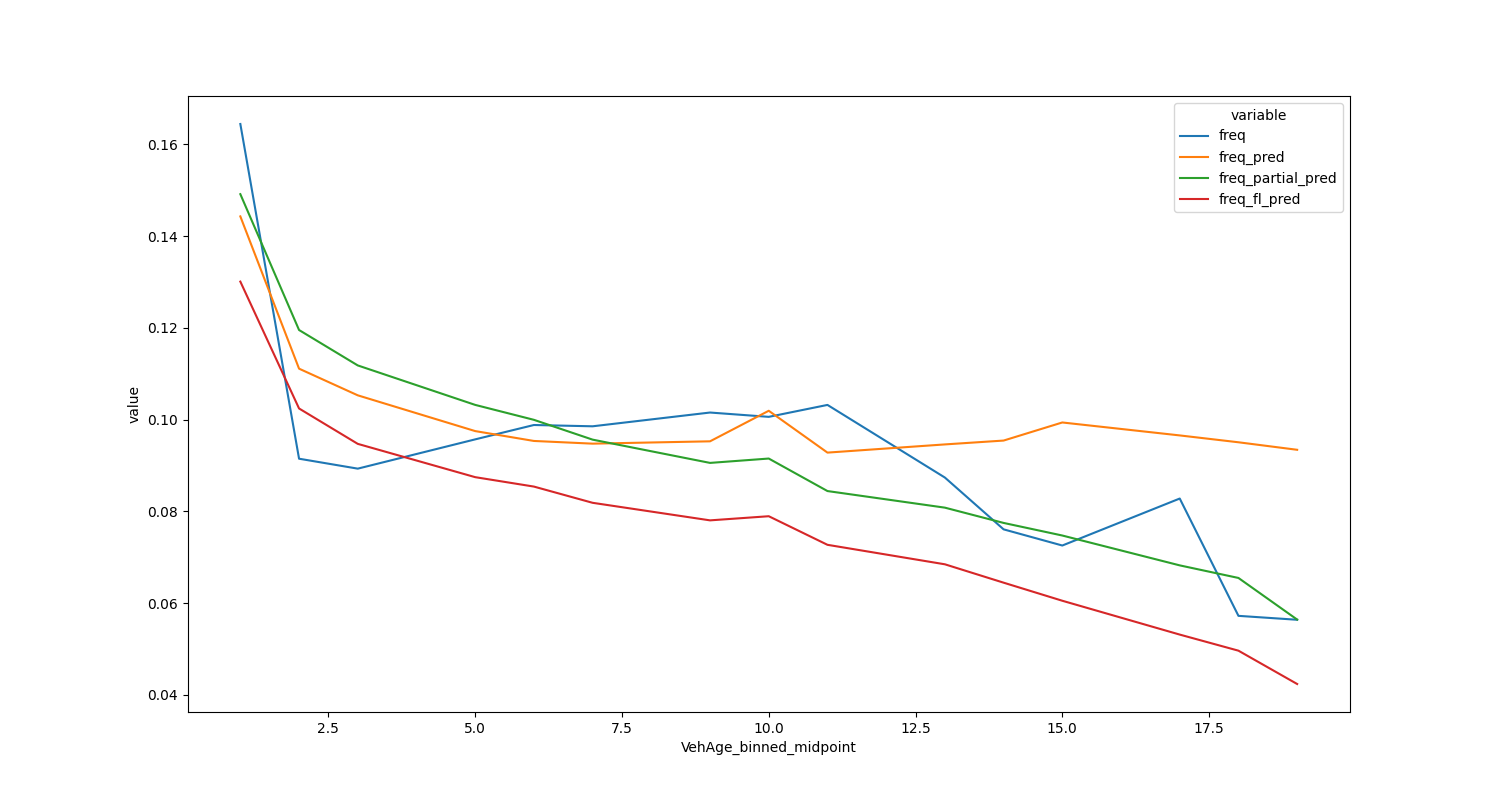 variable
freq
freq_pred
freq_partial_pred
freq_fl_pred
value
0.16
0.14
0.12
0.10
0.08
0.06
0.04
2.5 5.0 7.5 10.0 12.5 15.0 17.5
VehAge_binned_midpoint